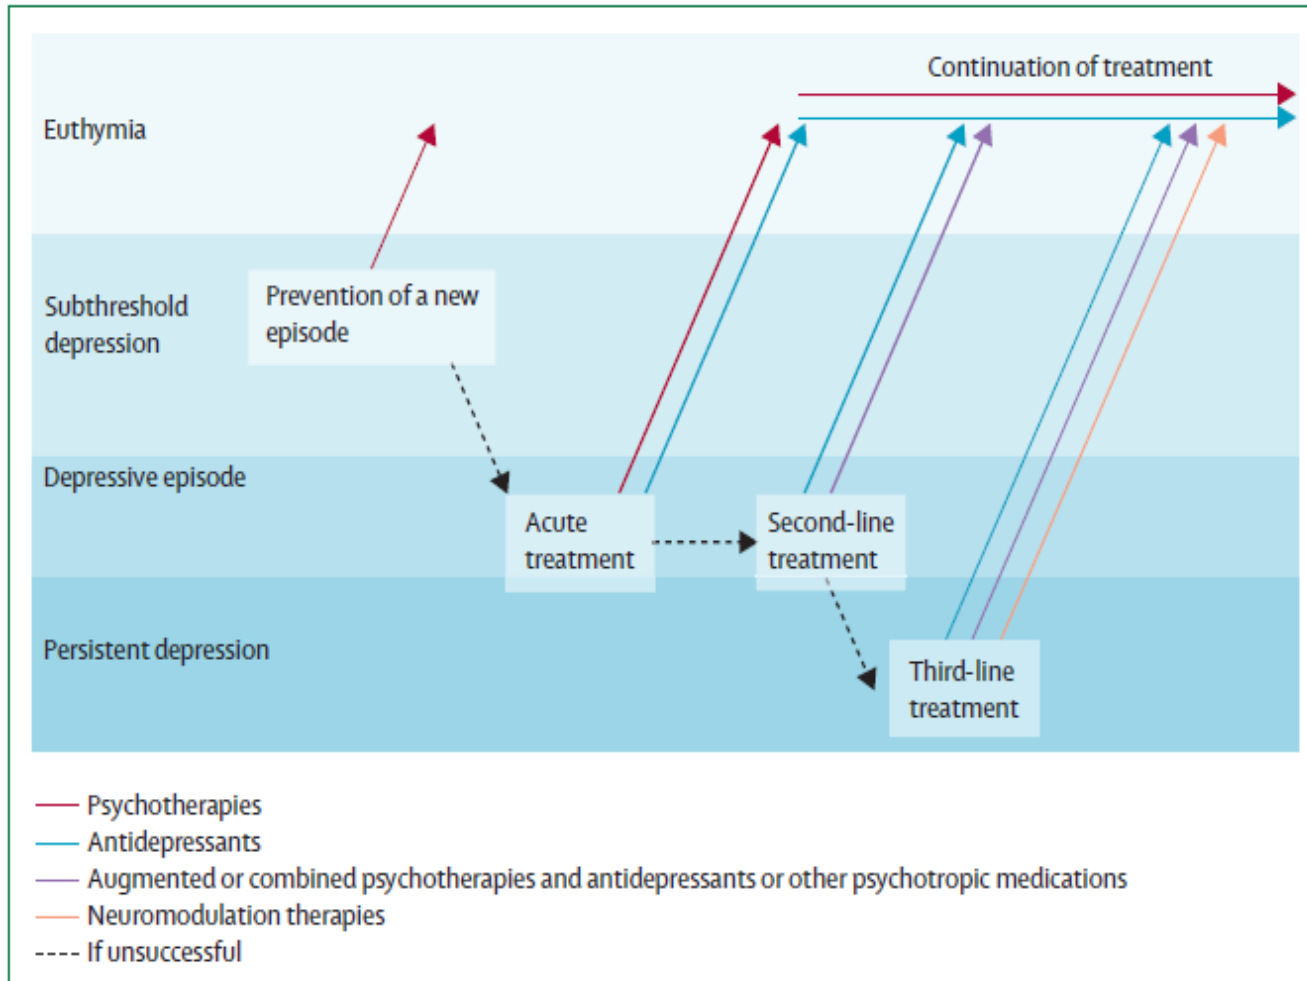 Continuation of treatment
Euthymia
Subthreshold
depression
Prevention of a new
episode
Depressive episode
Acute
treatment
Second-line
treatment
Persistent depression
Third-line
treatment
Psychotherapies
Antidepressants
Augmented or combined psychotherapies and antidepressants or other psychotropic medications
Neuromodulation therapies
If unsuccessful